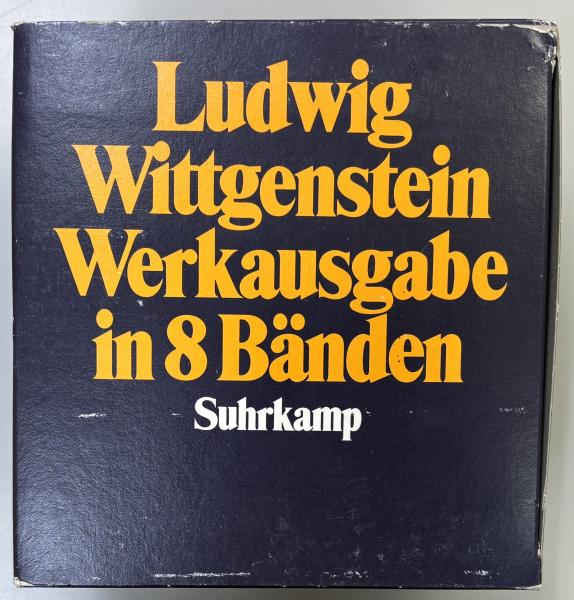 Ludwig
Wittgenstein
Werkausgabe
in 8 Bänden
Suhrkamp